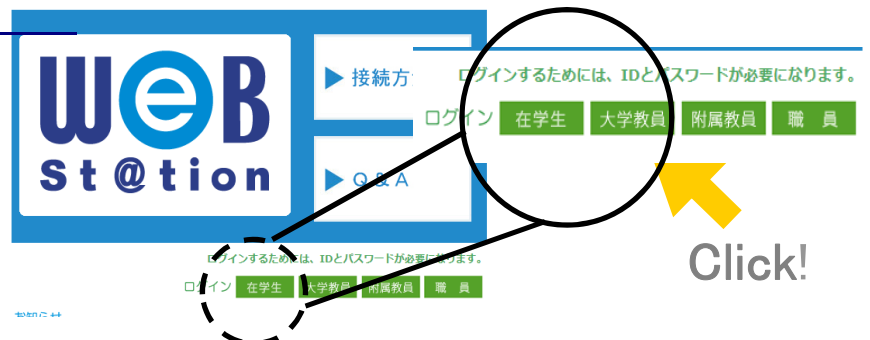 WeB
St@tion
接続方
Q & A
ログインするためには、IDとパスワードが必要になります。
ログイン 在学生 大学教員 附属教員 職 員
Click!
ログインするためには、IDとパスワードが必要になります。
ログイン 在学生 大学教員 附属教員 職 員
お知らせ